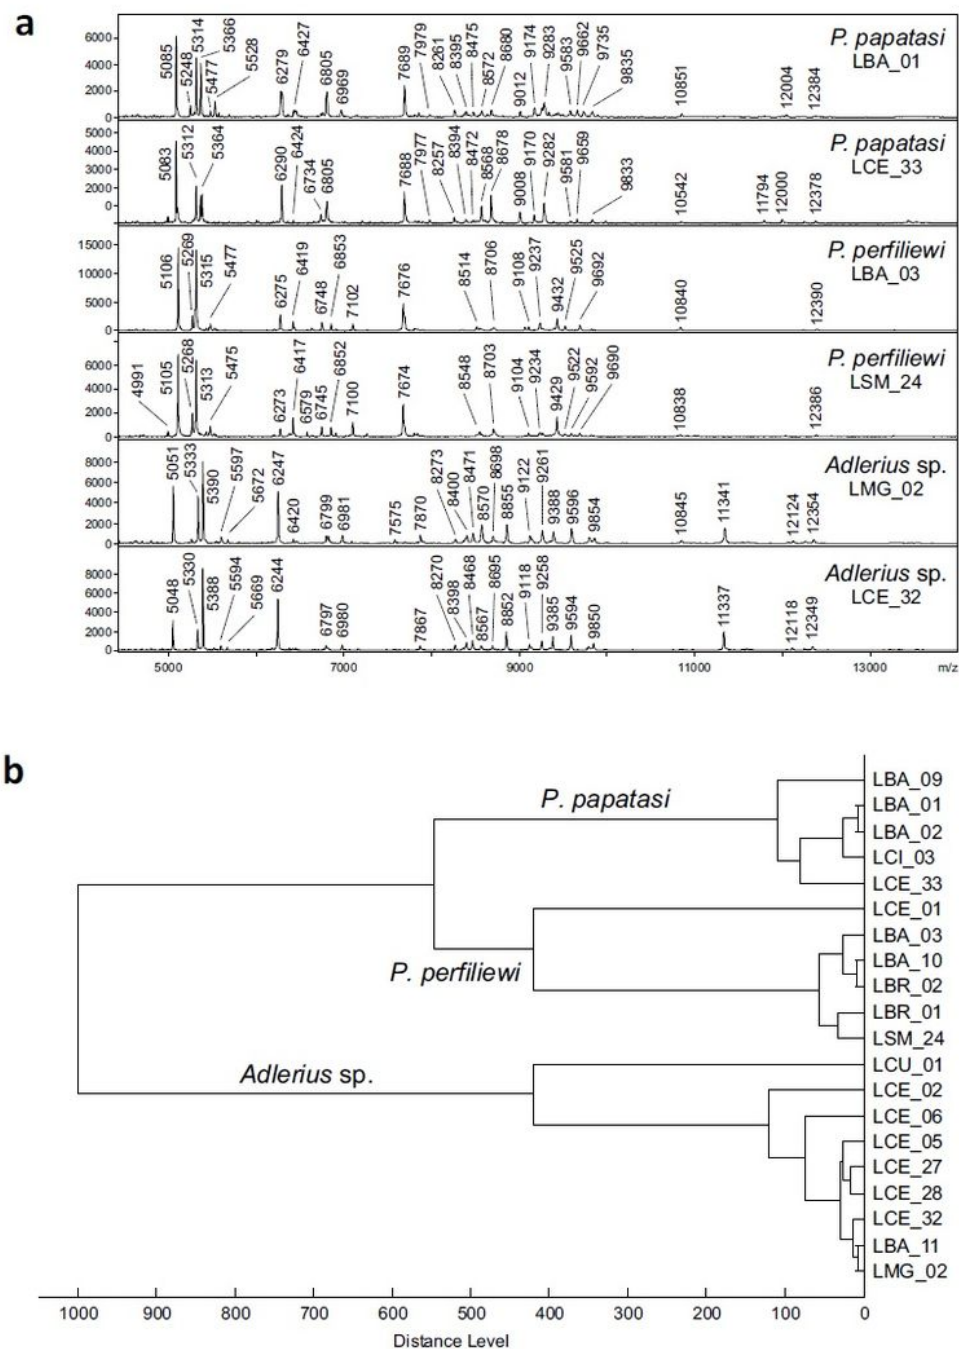 a
P. papatasi
LBA_01
6000
4000
2000
0
5085 5248 5314 5366 5477 5528 6279 6427 6805 6969 7689 7979 8261 8395 8475 8572 8680 9012 9174 9283 9583 9662 9735 9835 10851 12004 12384
P. papatasi
LCE_33
5000
4000
3000
2000
0
5083 5312 5364 6290 6424 6734 6805 7688 7977 8257 8394 8472 8568 8678 9008 9170 9282 9581 9659 9833 10542 11794 12000 12378
P. perfiliewi
LBA_03
15000
10000
5000
0
5106 5269 5315 5477 6275 6419 6748 6853 7102 7676 8514 8706 9108 9237 9432 9525 9692 10840 12390
P. perfiliewi
LSM_24
6000
4000
2000
0
4991 5105 5268 5313 5475 6273 6417 6579 6745 6852 7100 7674 8548 8703 9104 9234 9429 9522 9592 9690 10838 12386
Adlerius sp.
LMG_02
8000
6000
4000
2000
0
5051 5333 5390 5597 5672 6247 6420 6799 6981 7575 7870 8273 8400 8471 8570 8698 8855 9122 9261 9388 9596 9854 10845 11341 12124 12354
Adlerius sp.
LCE_32
8000
6000
4000
2000
0
5048 5330 5388 5594 5669 6244 6797 6980 7867 8270 8398 8468 8567 8695 8852 9118 9258 9385 9594 9850 11337 12118 12349
5000 7000 9000 11000 13000 m/z
b
P. papatasi
P. perfiliewi
Adlerius sp.
LBA_09
LBA_01
LBA_02
LCI_03
LCE_33
LCE_01
LBA_03
LBA_10
LBR_02
LBR_01
LSM_24
LCU_01
LCE_02
LCE_06
LCE_05
LCE_27
LCE_28
LCE_32
LBA_11
LMG_02
1000 900 800 700 600 500 400 300 200 100 0
Distance Level